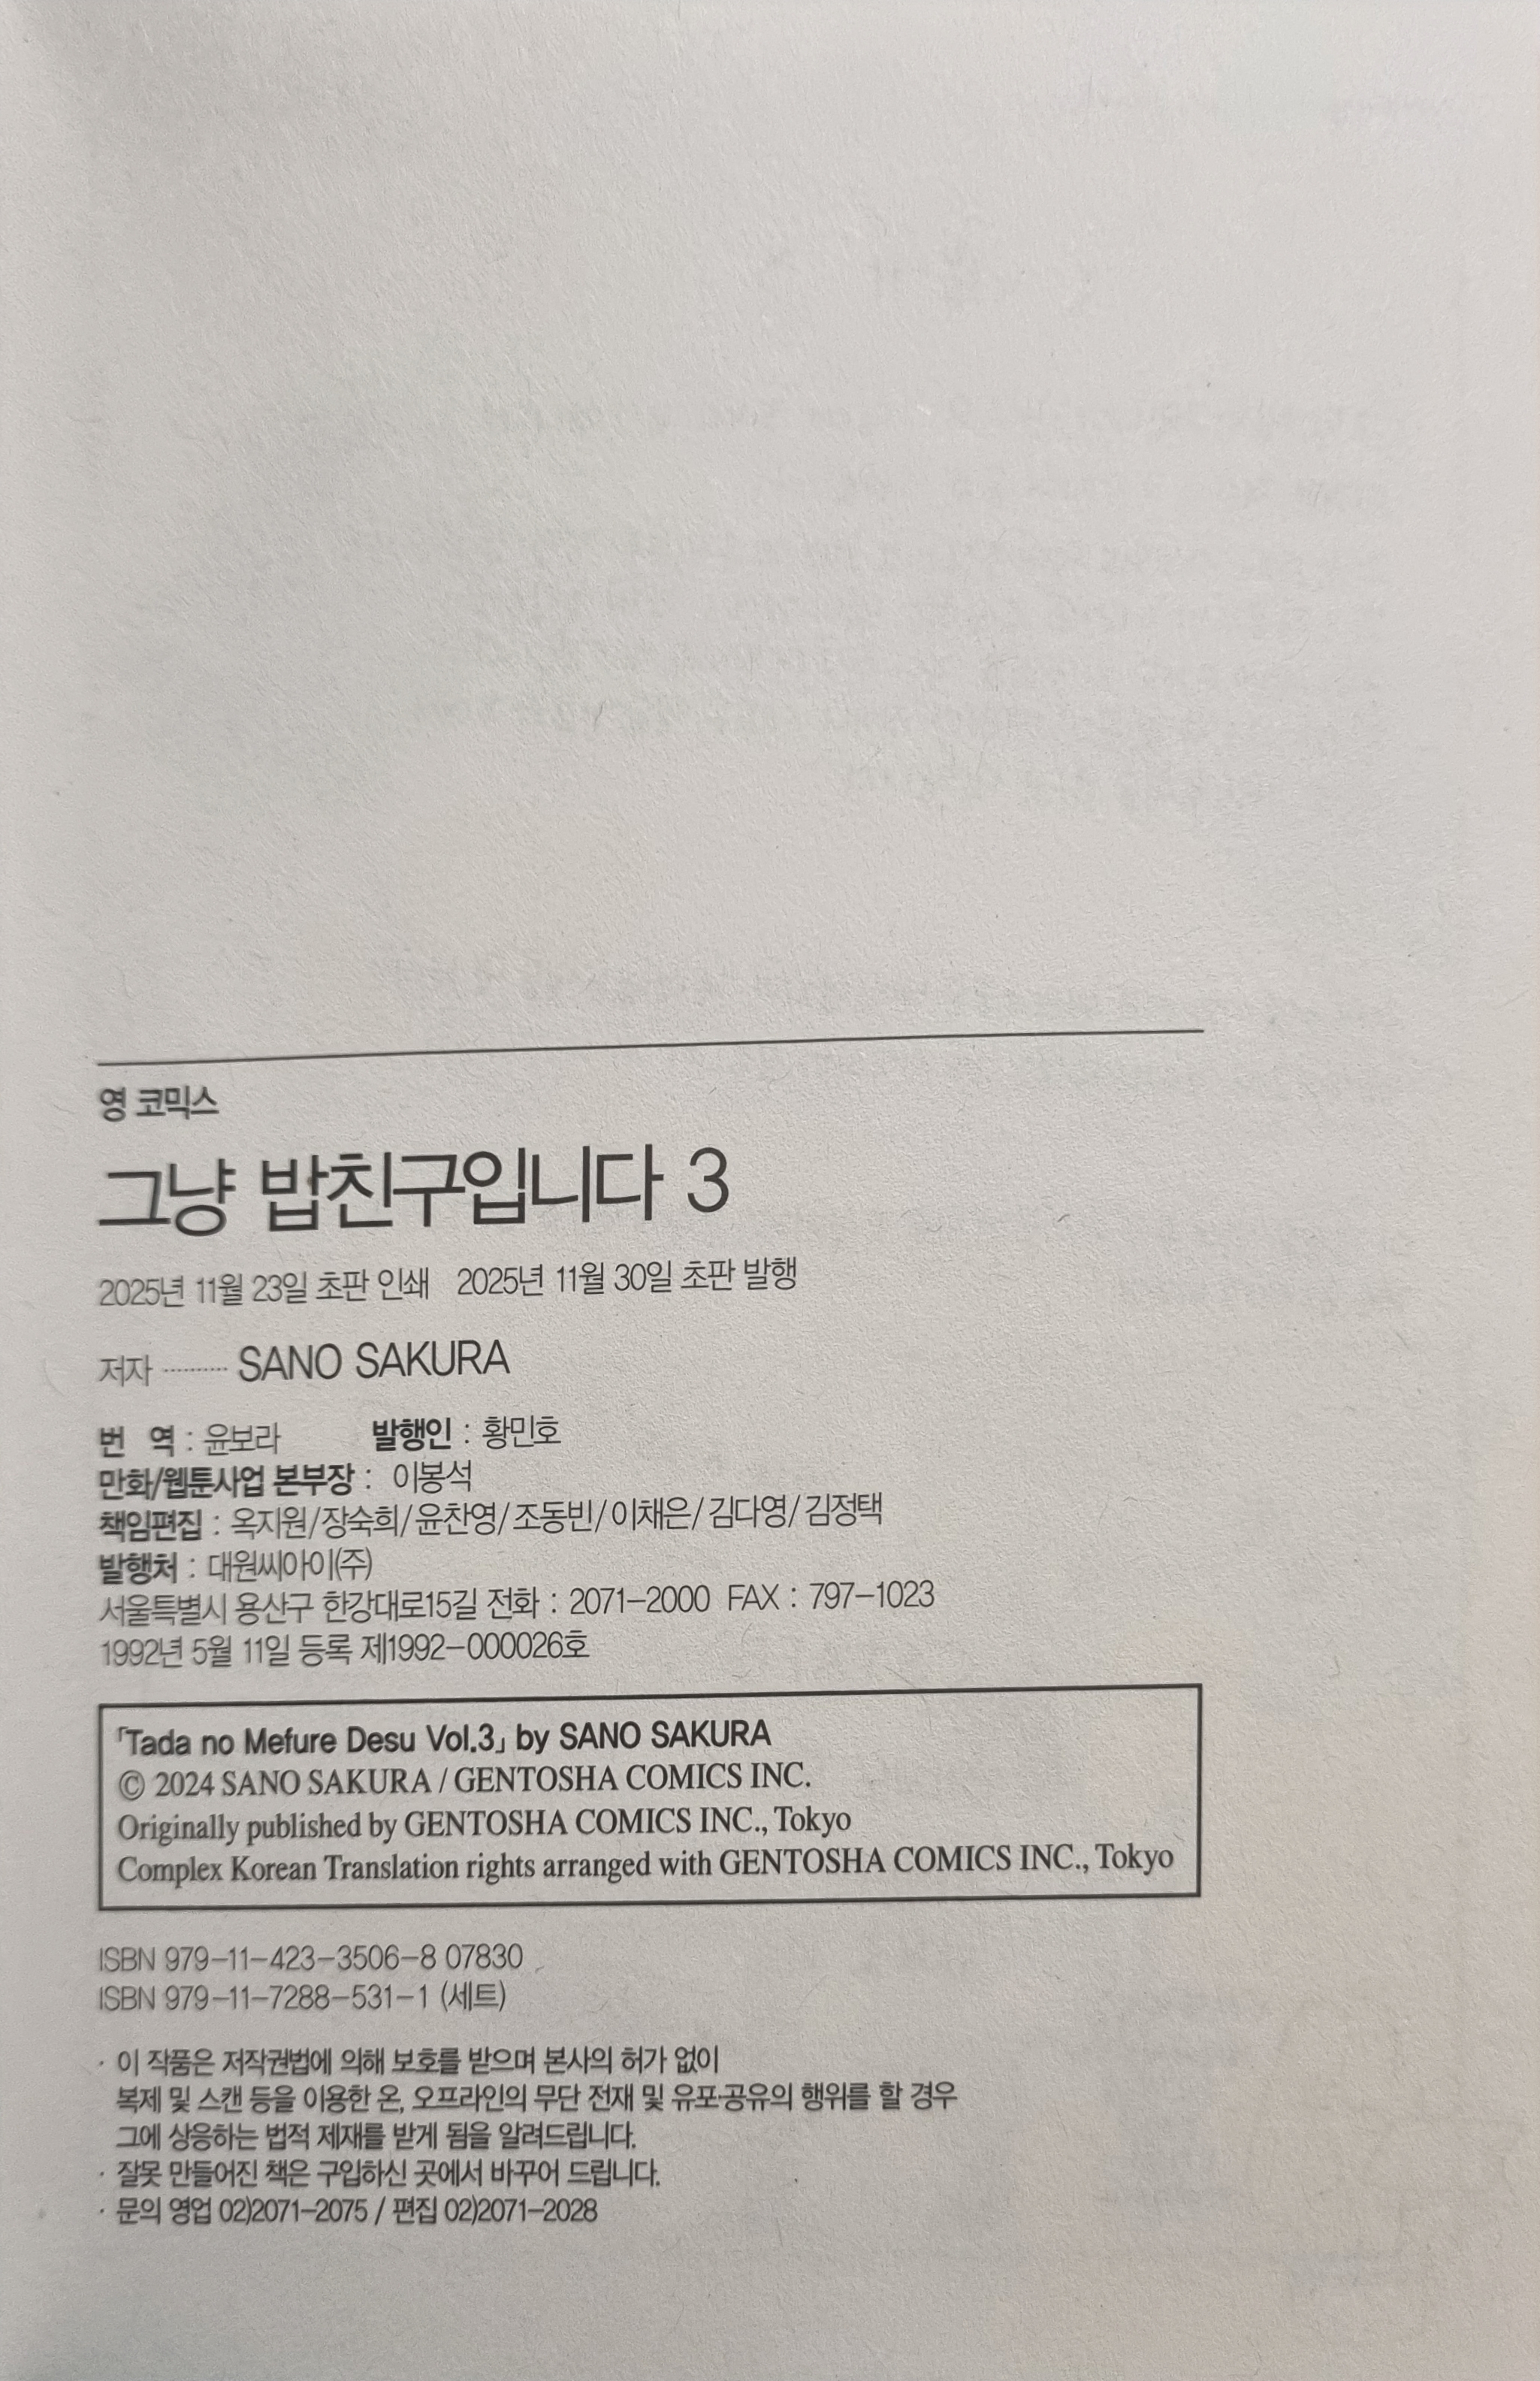 영 코믹스
그냥 밥친구입니다 3
2025년 11월 23일 초판 인쇄 2025년 11월 30일 초판 발행
저자 ·········· SANO SAKURA
번 역 : 윤보라 발행인 : 황민호
만화/웹툰사업 본부장 : 이봉석
책임편집 : 옥지원/장숙희/윤찬영/조동빈/이채은/김다영/김정택
발행처 : 대원씨아이(주)
서울특별시 용산구 한강대로15길 전화 : 2071-2000 FAX : 797-1023
1992년 5월 11일 등록 제1992-000026호
「Tada no Mefure Desu Vol.3」 by SANO SAKURA
© 2024 SANO SAKURA / GENTOSHA COMICS INC.
Originally published by GENTOSHA COMICS INC., Tokyo
Complex Korean Translation rights arranged with GENTOSHA COMICS INC., Tokyo
ISBN 979-11-423-3506-8 07830
ISBN 979-11-7288-531-1 (세트)
· 이 작품은 저작권법에 의해 보호를 받으며 본사의 허가 없이
복제 및 스캔 등을 이용한 온, 오프라인의 무단 전재 및 유포·공유의 행위를 할 경우
그에 상응하는 법적 제재를 받게 됨을 알려드립니다.
· 잘못 만들어진 책은 구입하신 곳에서 바꾸어 드립니다.
· 문의 영업 02)2071-2075 / 편집 02)2071-2028